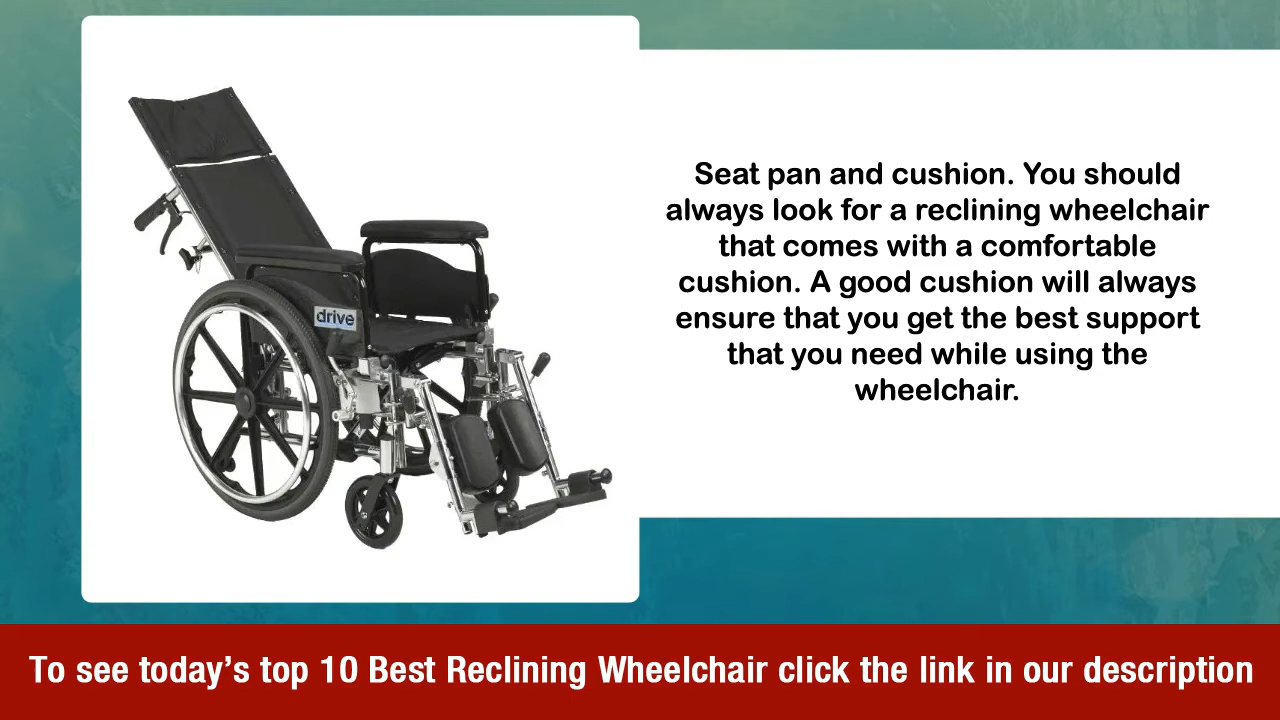 Seat pan and cushion. You should
always look for a reclining wheelchair
that comes with a comfortable
cushion. A good cushion will always
ensure that you get the best support
that you need while using the
wheelchair.
drive
To see today's top 10 Best Reclining Wheelchair click the link in our description